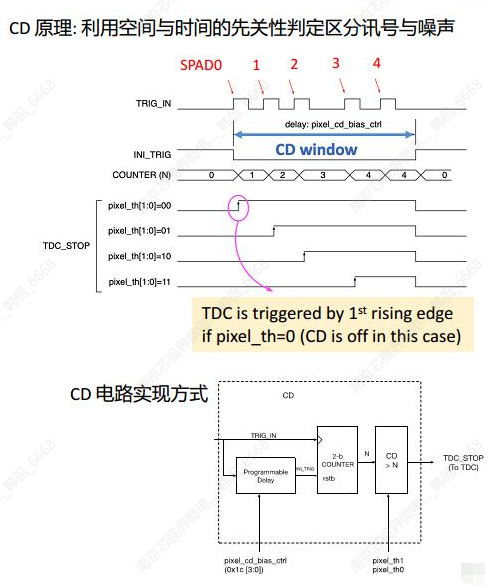 CD 原理: 利用空间与时间的先关性判定区分讯号与噪声
SPAD0 1 2 3 4
TRIG_IN
delay: pixel_cd_bias_ctrl
INI_TRIG
CD window
COUNTER (N) 0 1 2 3 4 4 0
pixel_th[1:0]=00
pixel_th[1:0]=01
TDC_STOP
pixel_th[1:0]=10
pixel_th[1:0]=11
TDC is triggered by 1st rising edge
if pixel_th=0 (CD is off in this case)
CD 电路实现方式
CD
TRIG_IN
2-b
COUNTER
rstb
Programmable
Delay
INI_TRIG
N
CD
> N
TDC_STOP
(To TDC)
pixel_cd_bias_ctrl
(0x1c [3:0])
pixel_th1
pixel_th0